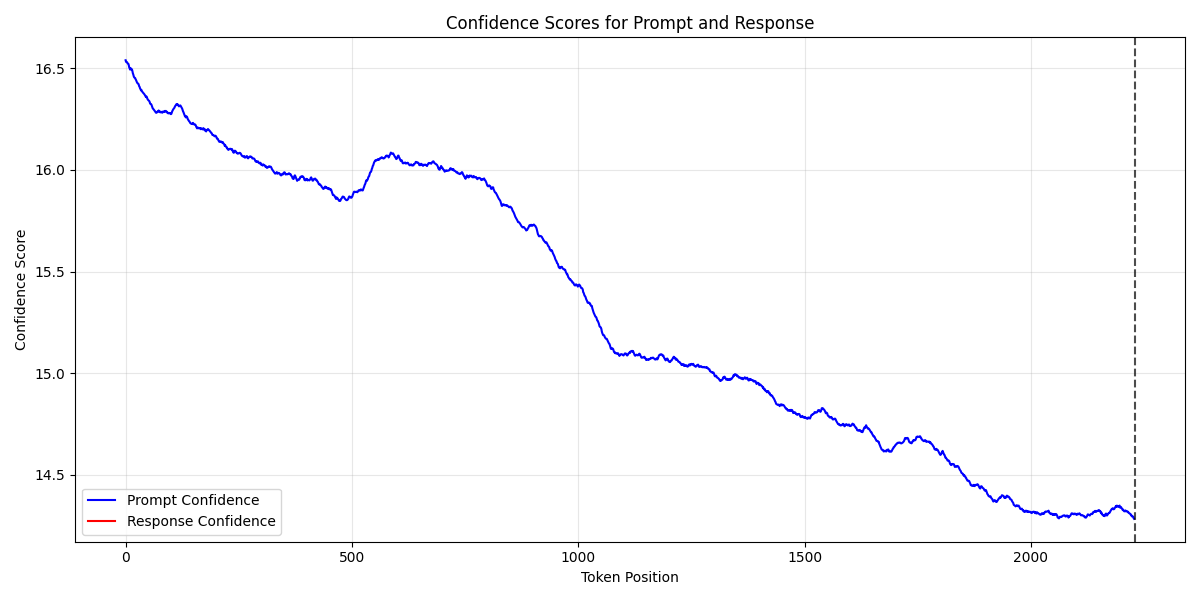 Confidence Scores for Prompt and Response
Confidence Score
16.5
16.0
15.5
15.0
14.5
Prompt Confidence
Response Confidence
0
500
1000
1500
2000
Token Position